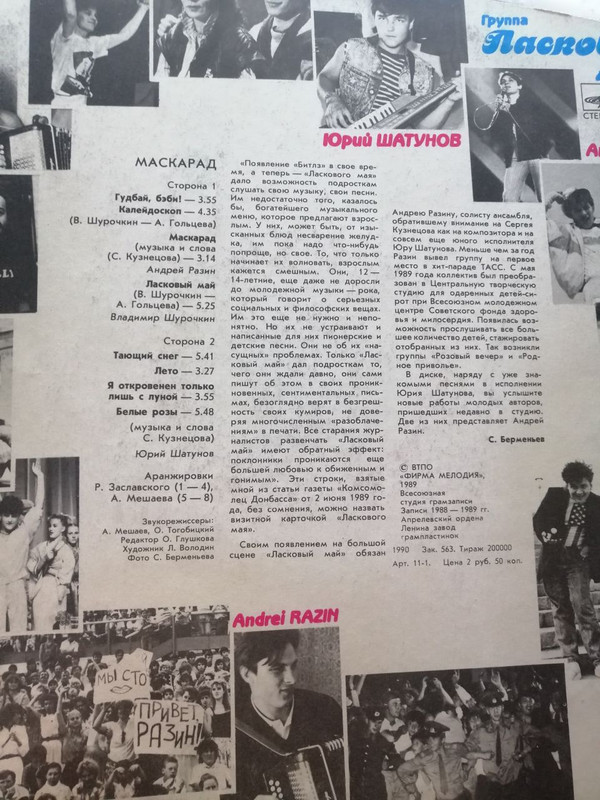 Группа
Ласков
СТЕ
Юрий ШАТУНОВ
МАСКАРАД
Сторона 1
Гудбай, бэби! — 3.55
Калейдоскоп — 4.35
(В. Шурочкин — А. Гольцева)
Маскарад
(музыка и слова
(С. Кузнецова) — 3.14
Андрей Разин
Ласковый май
(В. Шурочкин —
А. Гольцева) — 5.25
Владимир Шурочкин
Сторона 2
Тающий снег — 5.41
Лето — 3.27
Я откровенен только
лишь с луной — 3.55
Белые розы — 5.48
(музыка и слова
С. Кузнецова)
Юрий Шатунов
Аранжировки
Р. Заславского (1 — 4),
А. Мешаева (5 — 8)
Звукорежиссеры:
А. Мешаев, О. Тогобицкий
Редактор О. Глушкова
Художник Л. Володин
Фото С. Берменьева
«Появление «Битлз» в свое вре-
мя, а теперь — «Ласкового мая»
дало возможность подросткам
слушать свою музыку, свои песни.
Им недостаточно того, казалось
бы, богатейшего музыкального
меню, которое предлагают взрос-
лым. У них, может быть, от изы-
сканных блюд несварение желуд-
ка, им пока надо что-нибудь
попроще, но свое. То, что только
начинает их волновать, взрослым
кажется смешным. Они, 12—
14-летние, еще даже не доросли
до молодежной музыки — рока,
который говорит о серьезных
социальных и философских вещах.
Им это еще не нужно и непо-
нятно. Но их не устраивают и
написанные для них пионерские и
детские песни. Они не об их «на-
сущных» проблемах. Только «Лас-
ковый май» дал подросткам то,
чего они ждали давно, они сами
пишут об этом в своих проник-
новенных, сентиментальных пись-
мах, безоглядно верят в безгреш-
ность своих кумиров, не дове-
ряя многочисленным «разоблаче-
ниям» в печати. Все старания жур-
налистов развенчать «Ласковый
май» имеют обратный эффект:
поклонники проникаются еще
большей любовью к обиженным и
гонимым». Эти строки, взятые
мной из статьи газеты «Комсомо-
лец Донбасса» от 2 июня 1989 го-
да, без сомнения, можно назвать
визитной карточкой «Ласкового
мая».
Своим появлением на большой
сцене «Ласковый май» обязан
Андрею Разину, солисту ансамбля,
обратившему внимание на Сергея
Кузнецова как на композитора и на
совсем еще юного исполнителя
Юру Шатунова. Меньше чем за год
Разин вывел группу на первое
место в хит-параде ТАСС. С мая
1989 года коллектив был преобра-
зован в Центральную творческую
студию для одаренных детей-си-
рот при Всесоюзном молодежном
центре Советского фонда здоро-
вья и милосердия. Появилась воз-
можность прослушивать все боль-
шее количество детей, стажировать
отобранных из них. Так возникли
группы «Розовый вечер» и «Род-
ное приволье».
В диске, наряду с уже зна-
комыми песнями в исполнении
Юрия Шатунова, вы услышите
новые работы молодых авторов,
пришедших недавно в студию.
Две из них представляет Андрей
Разин.
С. Берменьев
© ВТПО
«ФИРМА МЕЛОДИЯ»,
1989
Всесоюзная
студия грамзаписи
Записи 1988 — 1989 гг.
Апрелевский ордена
Ленина завод
грампластинок
1990 Зак. 563. Тираж 200000
Арт. 11-1. Цена 2 руб. 50 коп.
Andrei RAZIN
МЫ СТО
ПРИВЕТ,
РАЗИН!